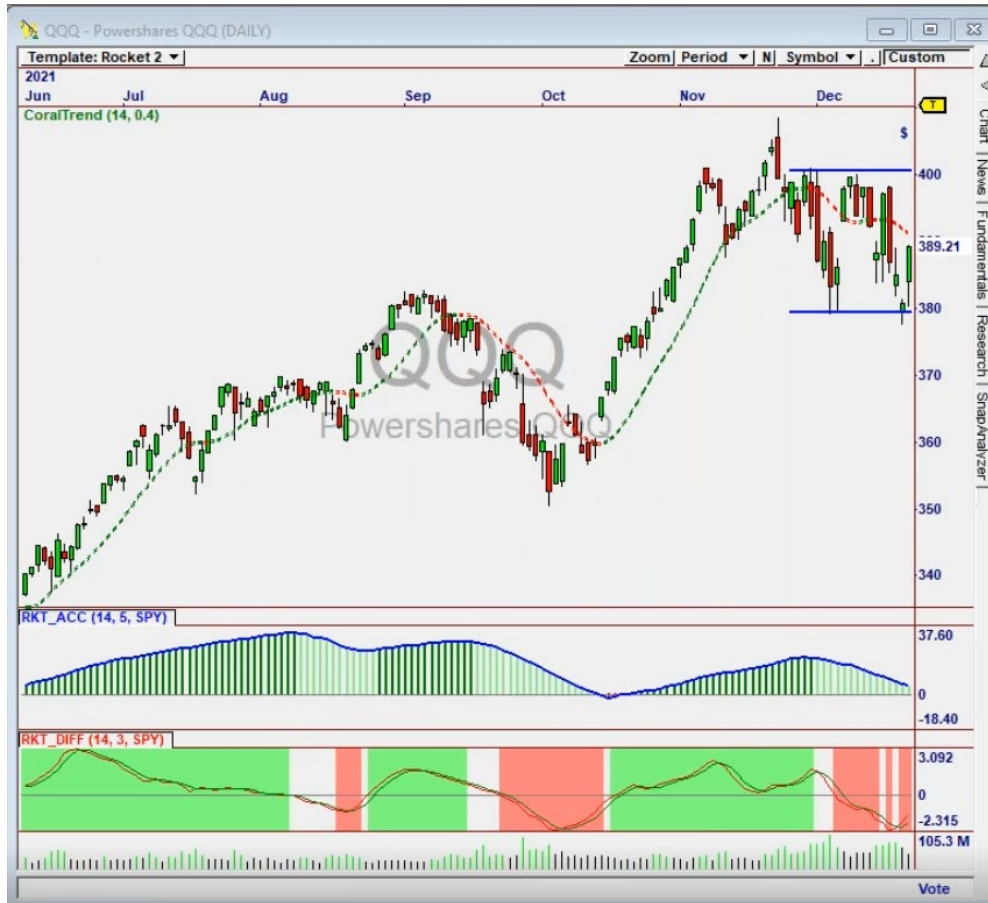 QQQ - Powershares QQQ (DAILY)
Template: Rocket 2 Zoom Period N Symbol . Custom
2021
Jun Jul Aug Sep Oct Nov Dec
T
CoralTrend (14, 0.4)
$
400
389.21
380
370
360
350
340
QQQ
Powershares QQQ
Chart | News | Fundamentals | Research | SnapAnalyzer |
RKT_ACC (14, 5, SPY)
37.60
0
-18.40
RKT_DIFF (14, 3, SPY)
3.092
0
-2.315
105.3 M
Vote